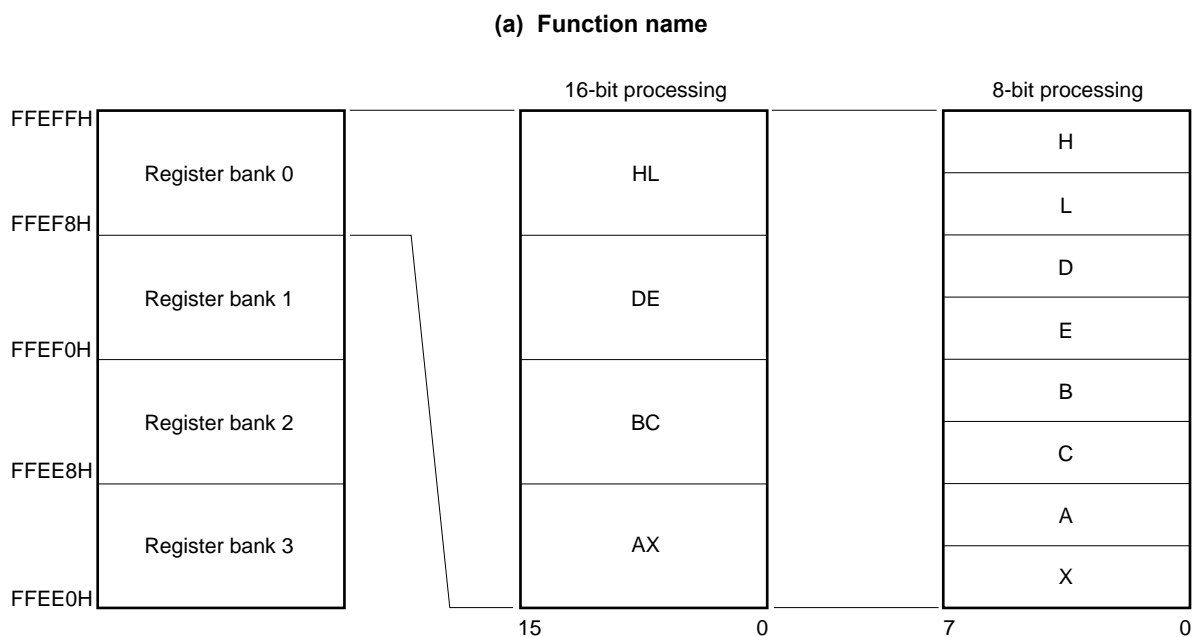 (a) Function name
16-bit processing
8-bit processing
FFEFFH
Register bank 0
HL
H
L
FFEF8H
Register bank 1
DE
D
E
FFEF0H
Register bank 2
BC
B
C
FFEE8H
Register bank 3
AX
A
X
FFEE0H
15
0
7
0